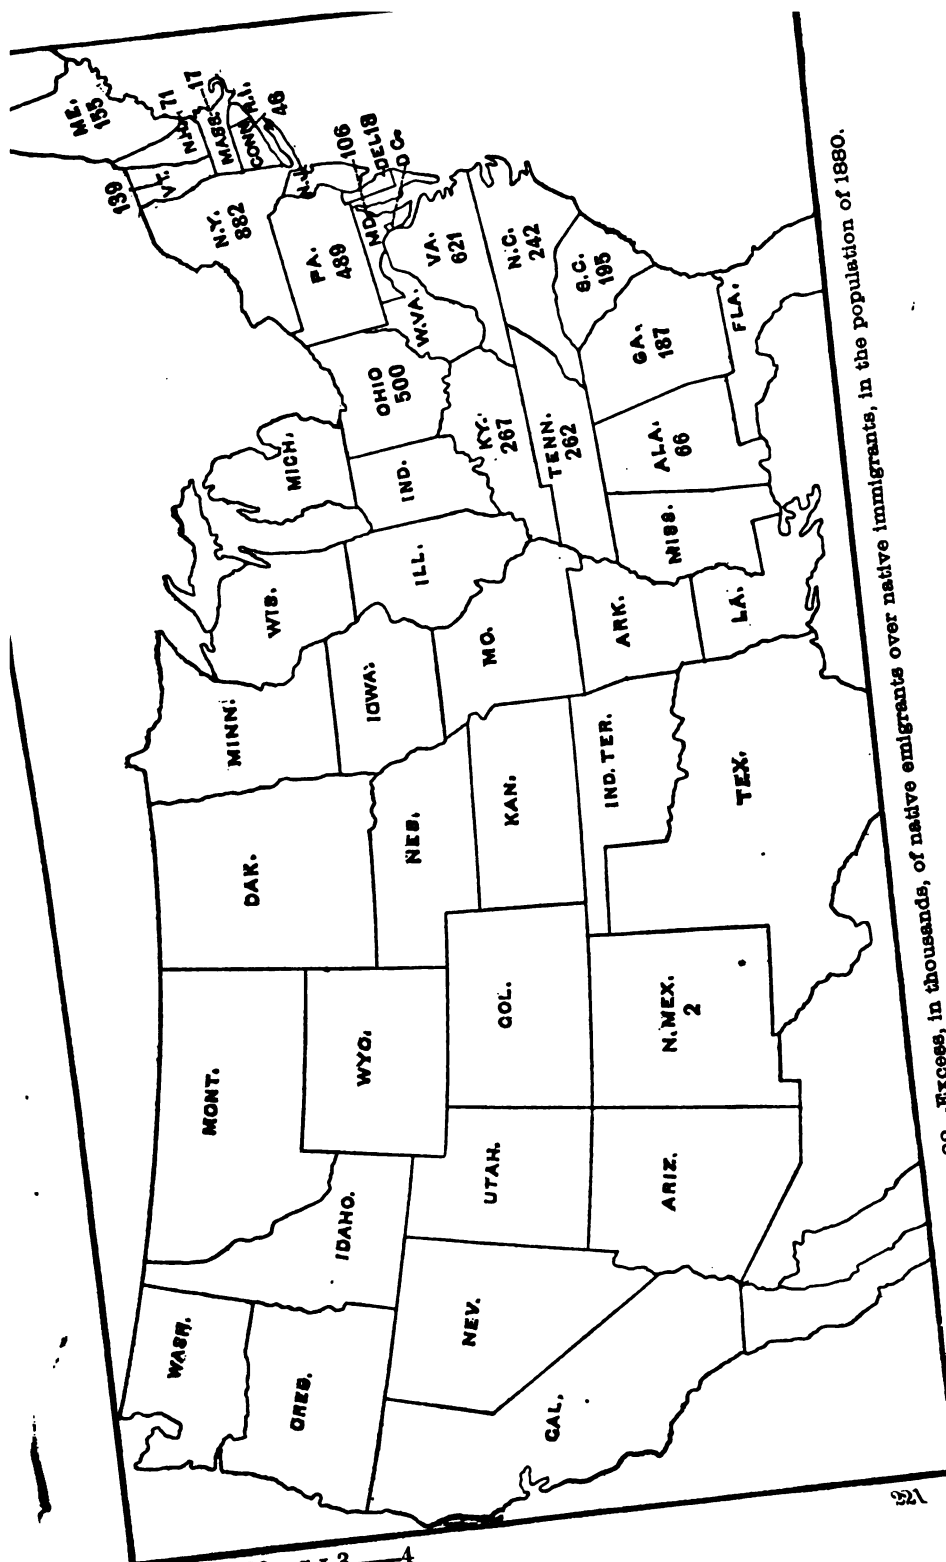 ME.
155
N.H.
71
17
139
VT.
MASS.
R.I.
CONN.
46
N.Y.
882
N.J.
PA.
489
106
DEL 18
D.C.
MD.
W.VA.
VA.
621
N.C.
242
S.C.
195
GA.
187
FLA.
OHIO
500
KY.
267
TENN.
262
ALA.
66
MICH.
IND.
MISS.
WIS.
ILL.
MINN.
IOWA.
MO.
ARK.
LA.
DAK.
NEB.
KAN.
IND. TER.
TEX.
MONT.
WYO.
COL.
N. MEX.
2
IDAHO.
UTAH.
ARIZ.
WASH.
OREG.
NEV.
CAL.
Excess, in thousands, of native emigrants over native immigrants, in the population of 1880.
221
4